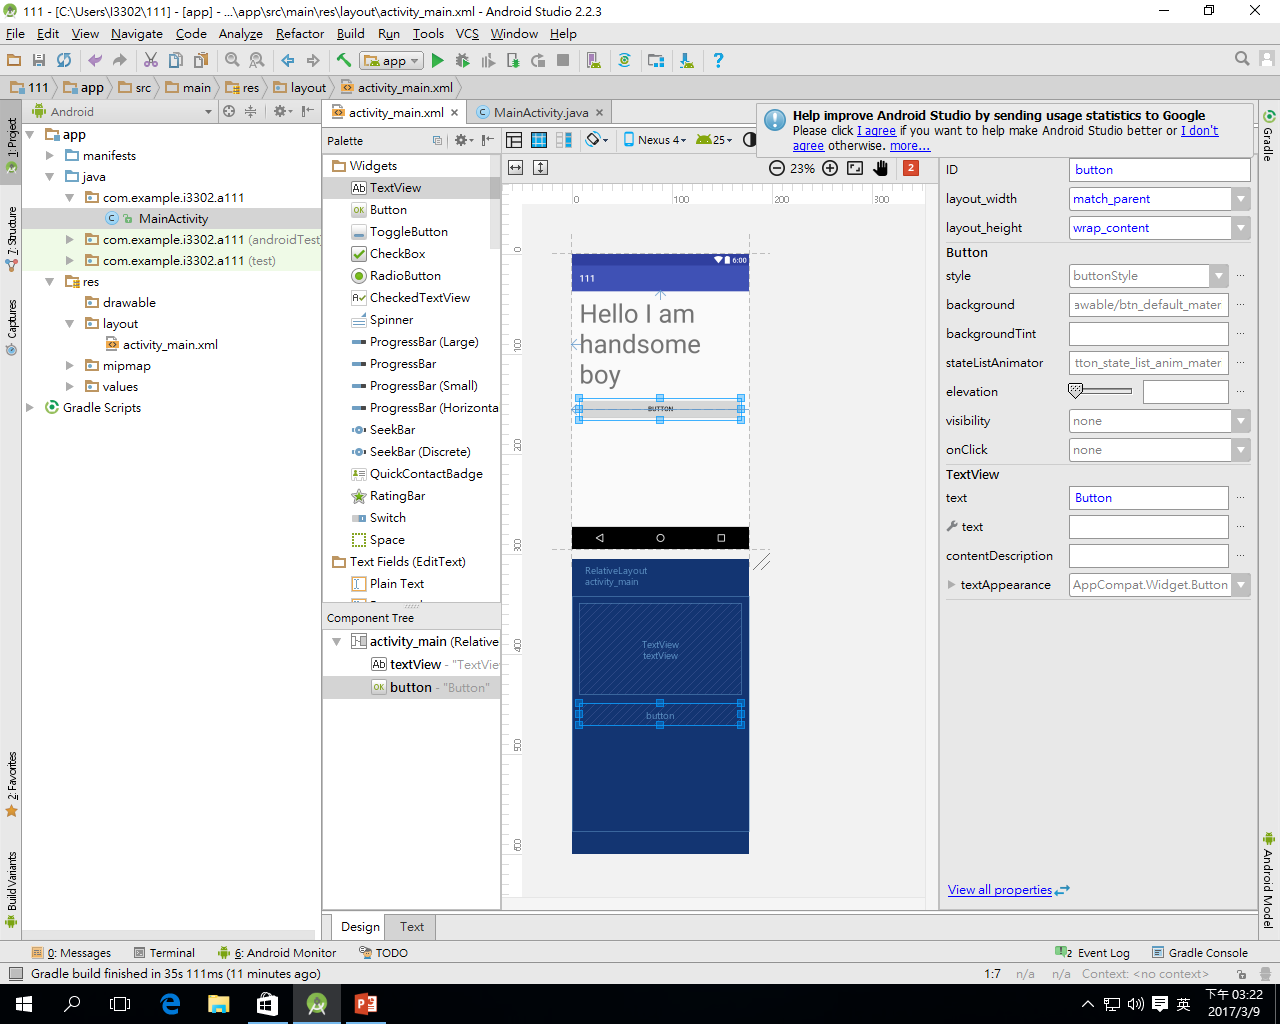 111 - [C:\Users\I3302\111] - [app] - ...\app\src\main\res\layout\activity_main.xml - Android Studio 2.2.3
File Edit View Navigate Code Analyze Refactor Build Run Tools VCS Window Help
app
111 app src main res layout activity_main.xml
1: Project
7: Structure
Captures
2: Favorites
Build Variants
Android
app
manifests
java
com.example.i3302.a111
MainActivity
com.example.i3302.a111 (androidTest
com.example.i3302.a111 (test)
res
drawable
layout
activity_main.xml
mipmap
values
Gradle Scripts
activity_main.xml MainActivity.java
Palette
Widgets
TextView
Button
ToggleButton
CheckBox
RadioButton
CheckedTextView
Spinner
ProgressBar (Large)
ProgressBar
ProgressBar (Small)
ProgressBar (Horizonta
SeekBar
SeekBar (Discrete)
QuickContactBadge
RatingBar
Switch
Space
Text Fields (EditText)
Plain Text
Component Tree
activity_main (Relative
textView - "TextVie
button - "Button"
Nexus 4 25
23% 2
0 100 200 300
0
100
200
300
400
500
600
6:00
111
Hello I am
handsome
boy
BUTTON
RelativeLayout
activity_main
TextView
textView
button
Design Text
Help improve Android Studio by sending usage statistics to Google
Please click I agree if you want to help make Android Studio better or I don't
agree otherwise. more...
ID button
layout_width match_parent
layout_height wrap_content
Button
style buttonStyle
background awable/btn_default_mater
backgroundTint
stateListAnimator tton_state_list_anim_mater
elevation
visibility none
onClick none
TextView
text Button
text
contentDescription
textAppearance AppCompat.Widget.Button
View all properties
Gradle
Android Model
0: Messages Terminal 6: Android Monitor TODO 2 Event Log Gradle Console
Gradle build finished in 35s 111ms (11 minutes ago) 1:7 n/a n/a Context: <no context>
英 下午 03:22
2017/3/9